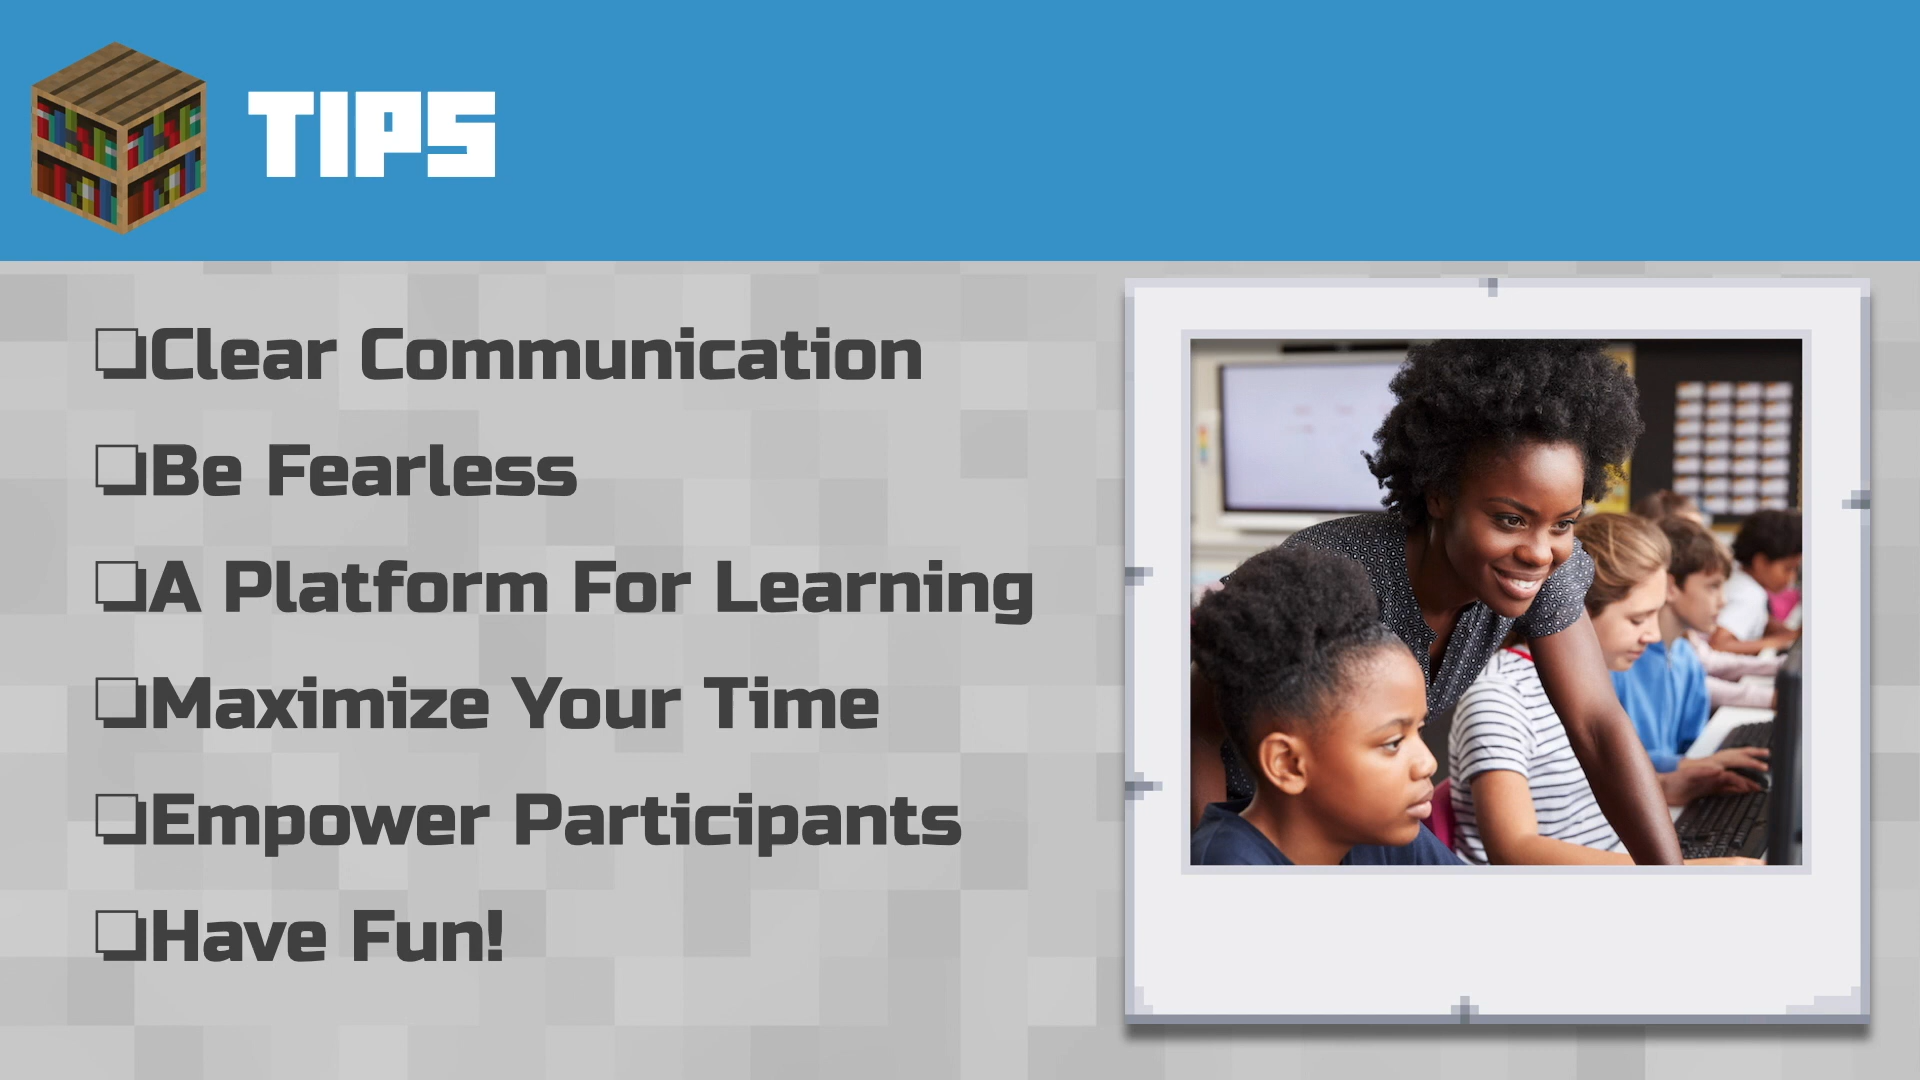 TIPS
❑Clear Communication
❑Be Fearless
❑A Platform For Learning
❑Maximize Your Time
❑Empower Participants
❑Have Fun!